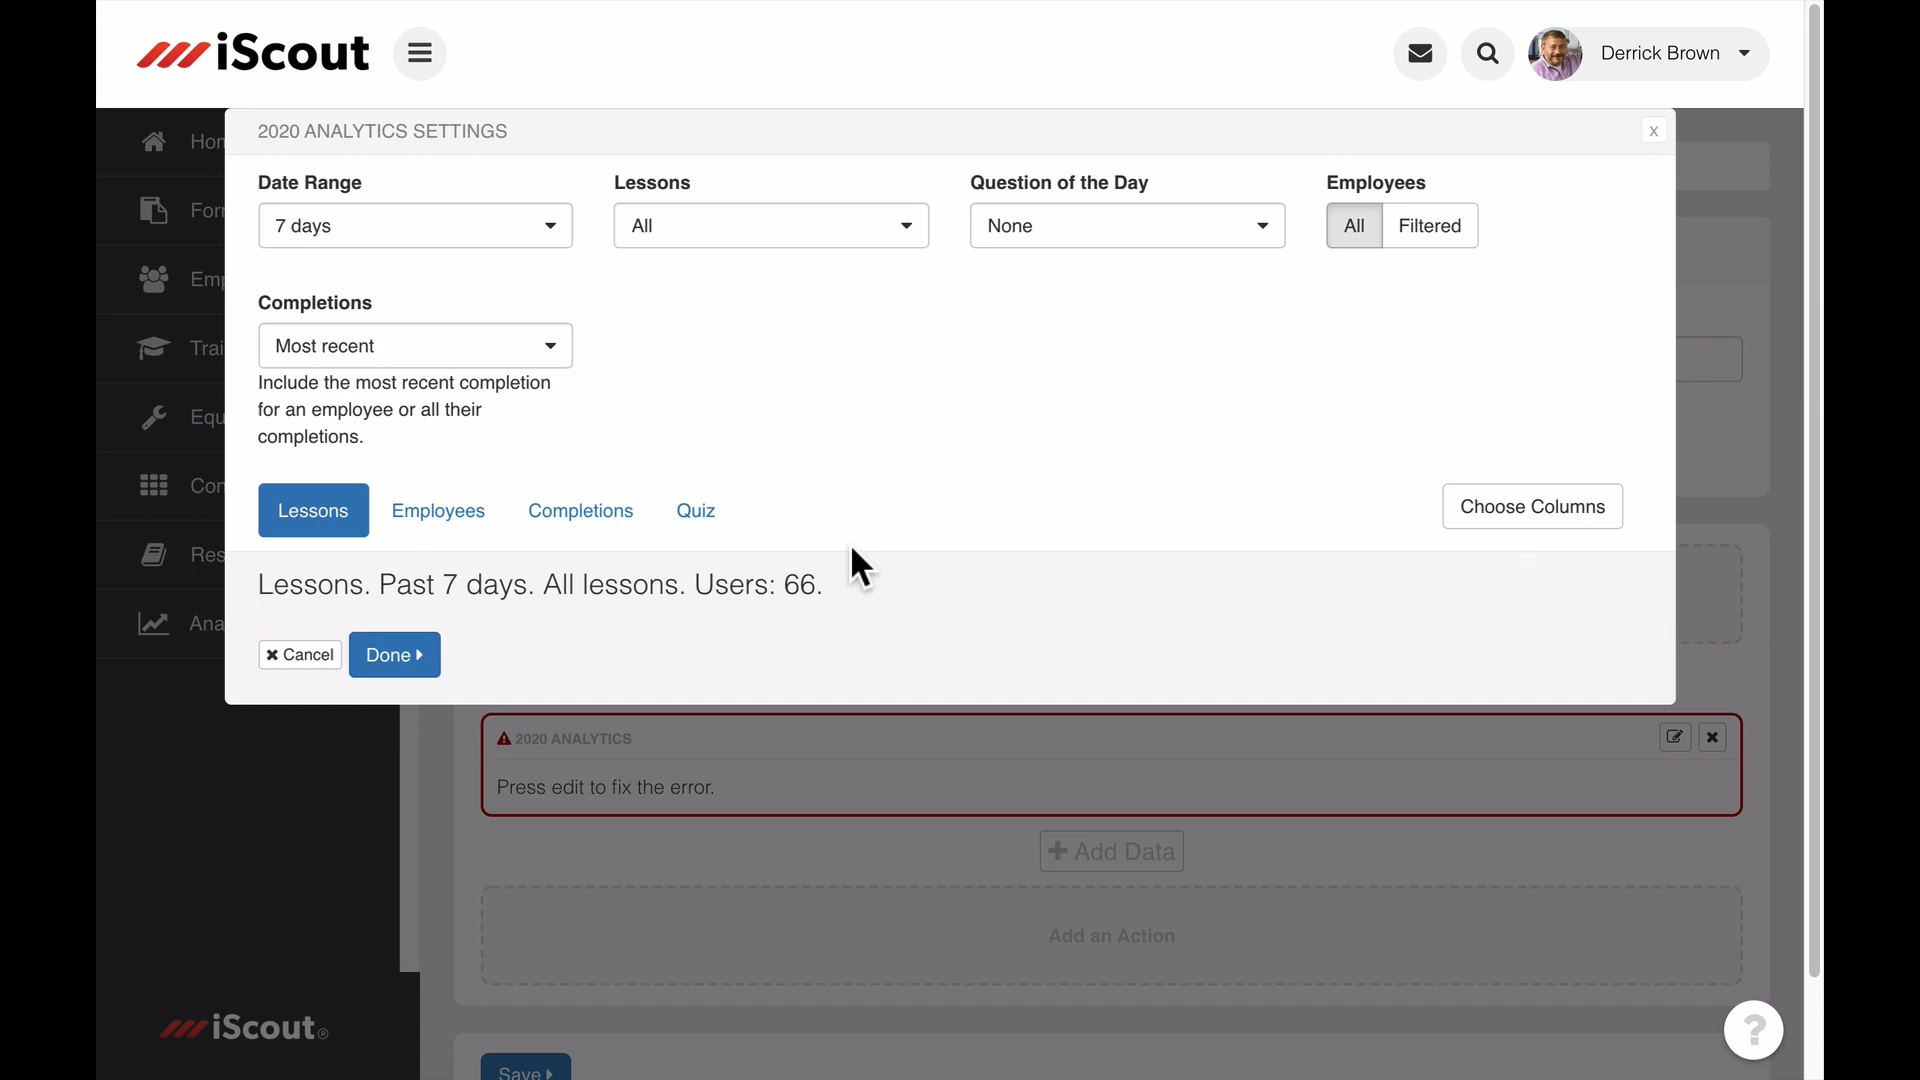 iScout
Derrick Brown
2020 ANALYTICS SETTINGS
x
Date Range
Lessons
Question of the Day
Employees
7 days
All
None
All
Filtered
Completions
Most recent
Include the most recent completion
for an employee or all their
completions.
Lessons
Employees
Completions
Quiz
Choose Columns
Lessons. Past 7 days. All lessons. Users: 66.
Cancel
Done
2020 ANALYTICS
Press edit to fix the error.
+ Add Data
Add an Action
iScout®
Save
?